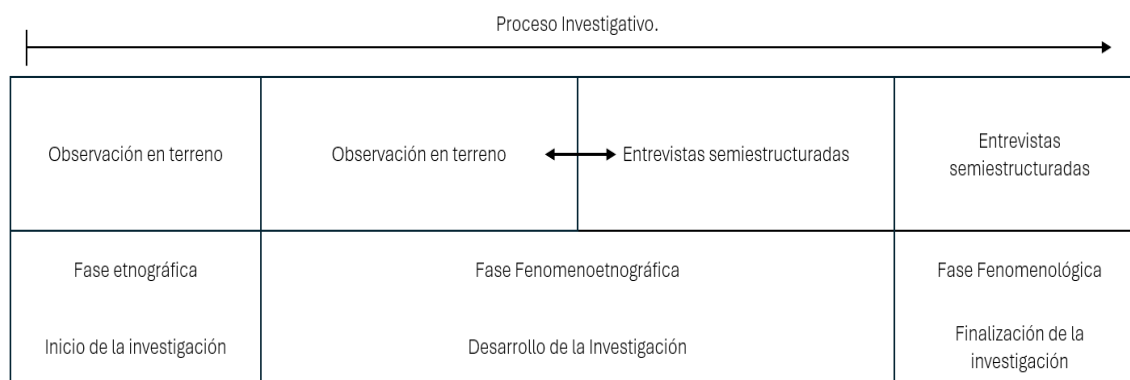 Proceso Investigativo.
Observación en terreno
Observación en terreno
Entrevistas semiestructuradas
Entrevistas
semiestructuradas
Fase etnográfica
Fase Fenomenoetnográfica
Fase Fenomenológica
Inicio de la investigación
Desarrollo de la Investigación
Finalización de la
investigación